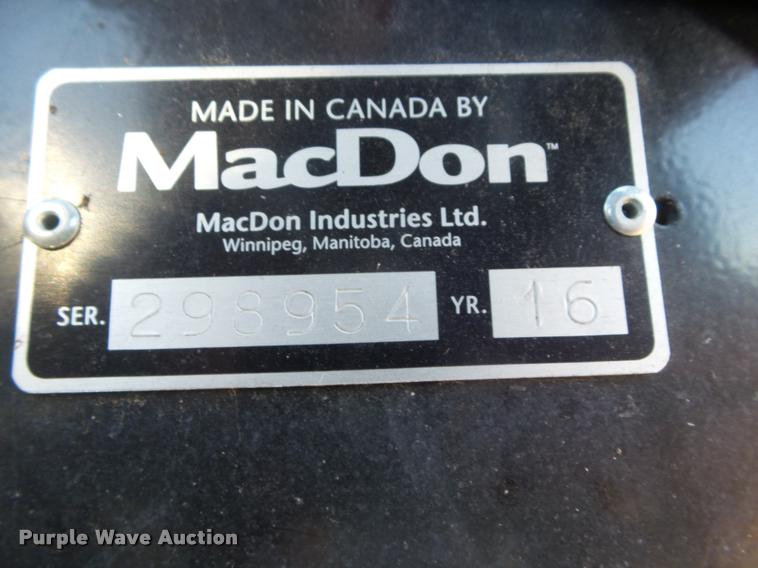 MADE IN CANADA BY
MacDon™
MacDon Industries Ltd.
Winnipeg, Manitoba, Canada
SER. 298954 YR. 16
Purple Wave Auction